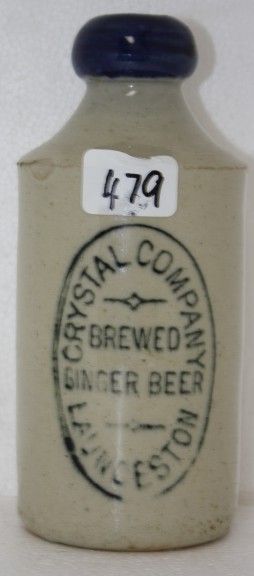 479
CRYSTAL COMPANY
BREWED
GINGER BEER
LAUNCESTON